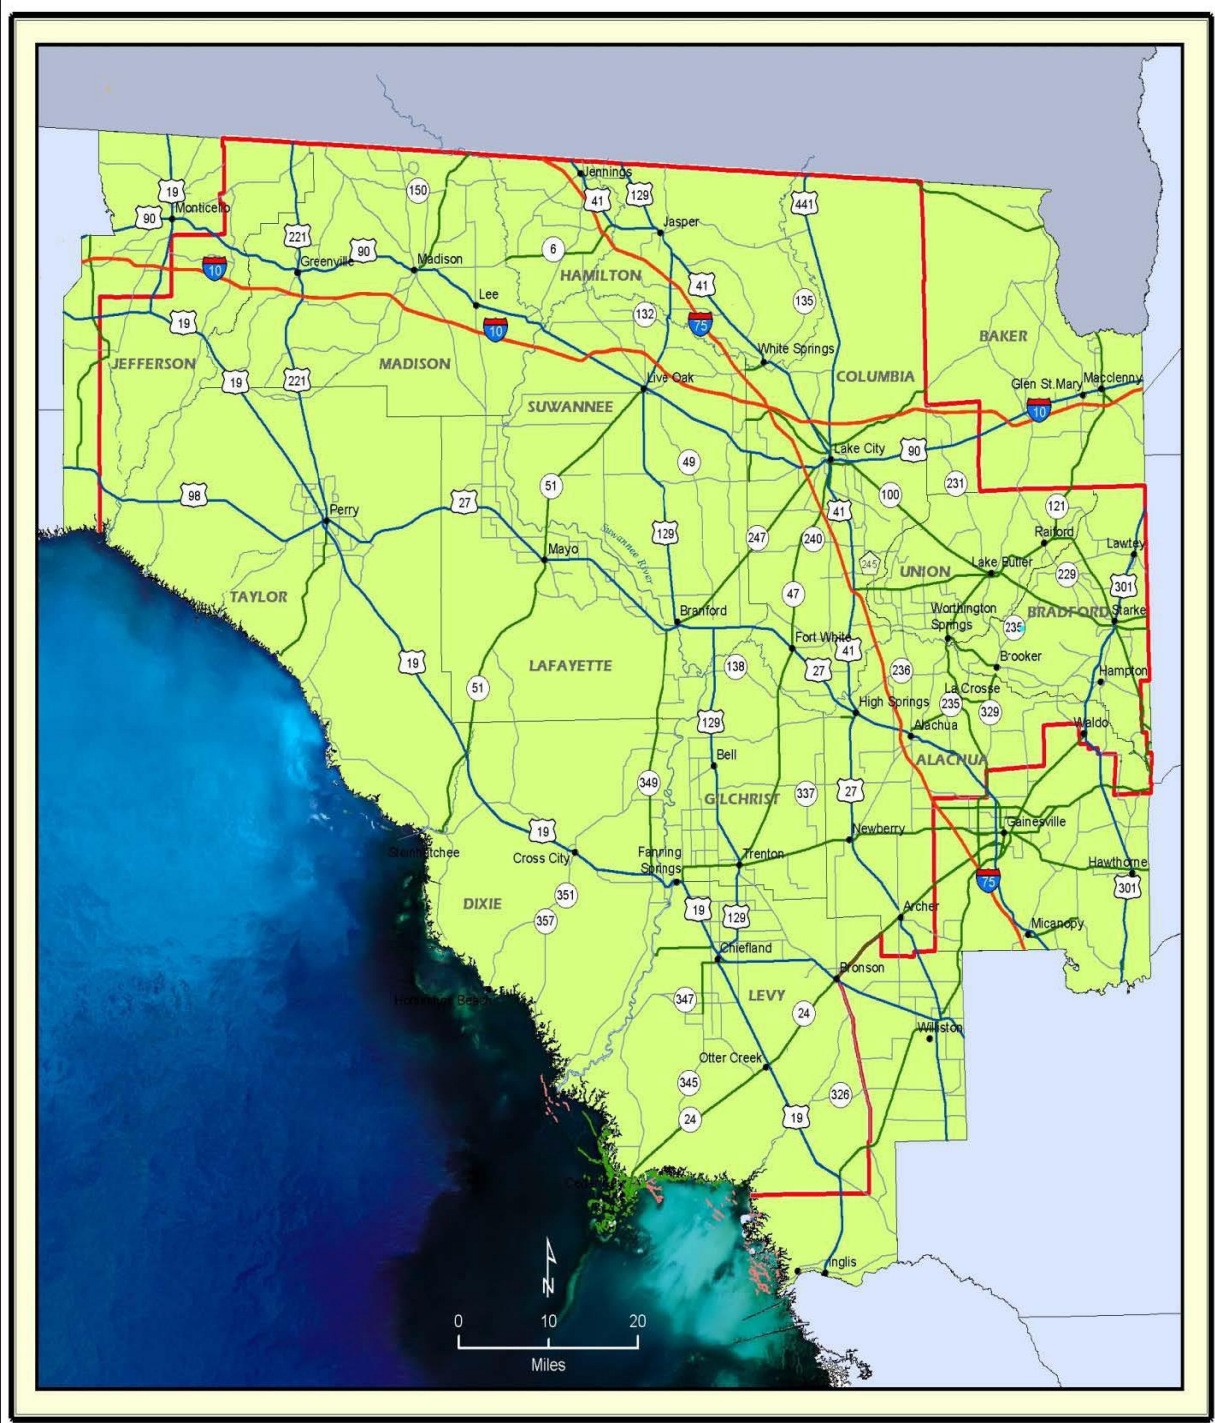 Jennings
19
150
41
129
441
90
Monticello
Jasper
221
90
6
Greenville
Madison
10
HAMILTON
41
Lee
135
132
19
10
75
BAKER
White Springs
JEFFERSON
MADISON
COLUMBIA
19
221
Live Oak
Glen St.Mary
Macclenny
SUWANNEE
10
Lake City
90
49
51
231
98
27
100
121
Perry
41
129
247
240
Raiford
Lawtey
Mayo
Suwannee River
245
UNION
Lake Butler
229
301
TAYLOR
47
Branford
Worthington
Springs
BRADFORD
Starke
235
Fort White
41
19
LAFAYETTE
138
27
236
Brooker
Hampton
51
La Crosse
High Springs
235
329
129
Alachua
Waldo
Bell
ALACHUA
349
GILCHRIST
337
27
19
Newberry
Gainesville
Steinhatchee
Cross City
Fanning
Springs
Trenton
Hawthorne
75
301
351
DIXIE
357
19
129
Archer
Micanopy
Chiefland
Bronson
Horseshoe Beach
347
LEVY
24
Williston
Otter Creek
345
326
24
19
Inglis
N
0
10
20
Miles